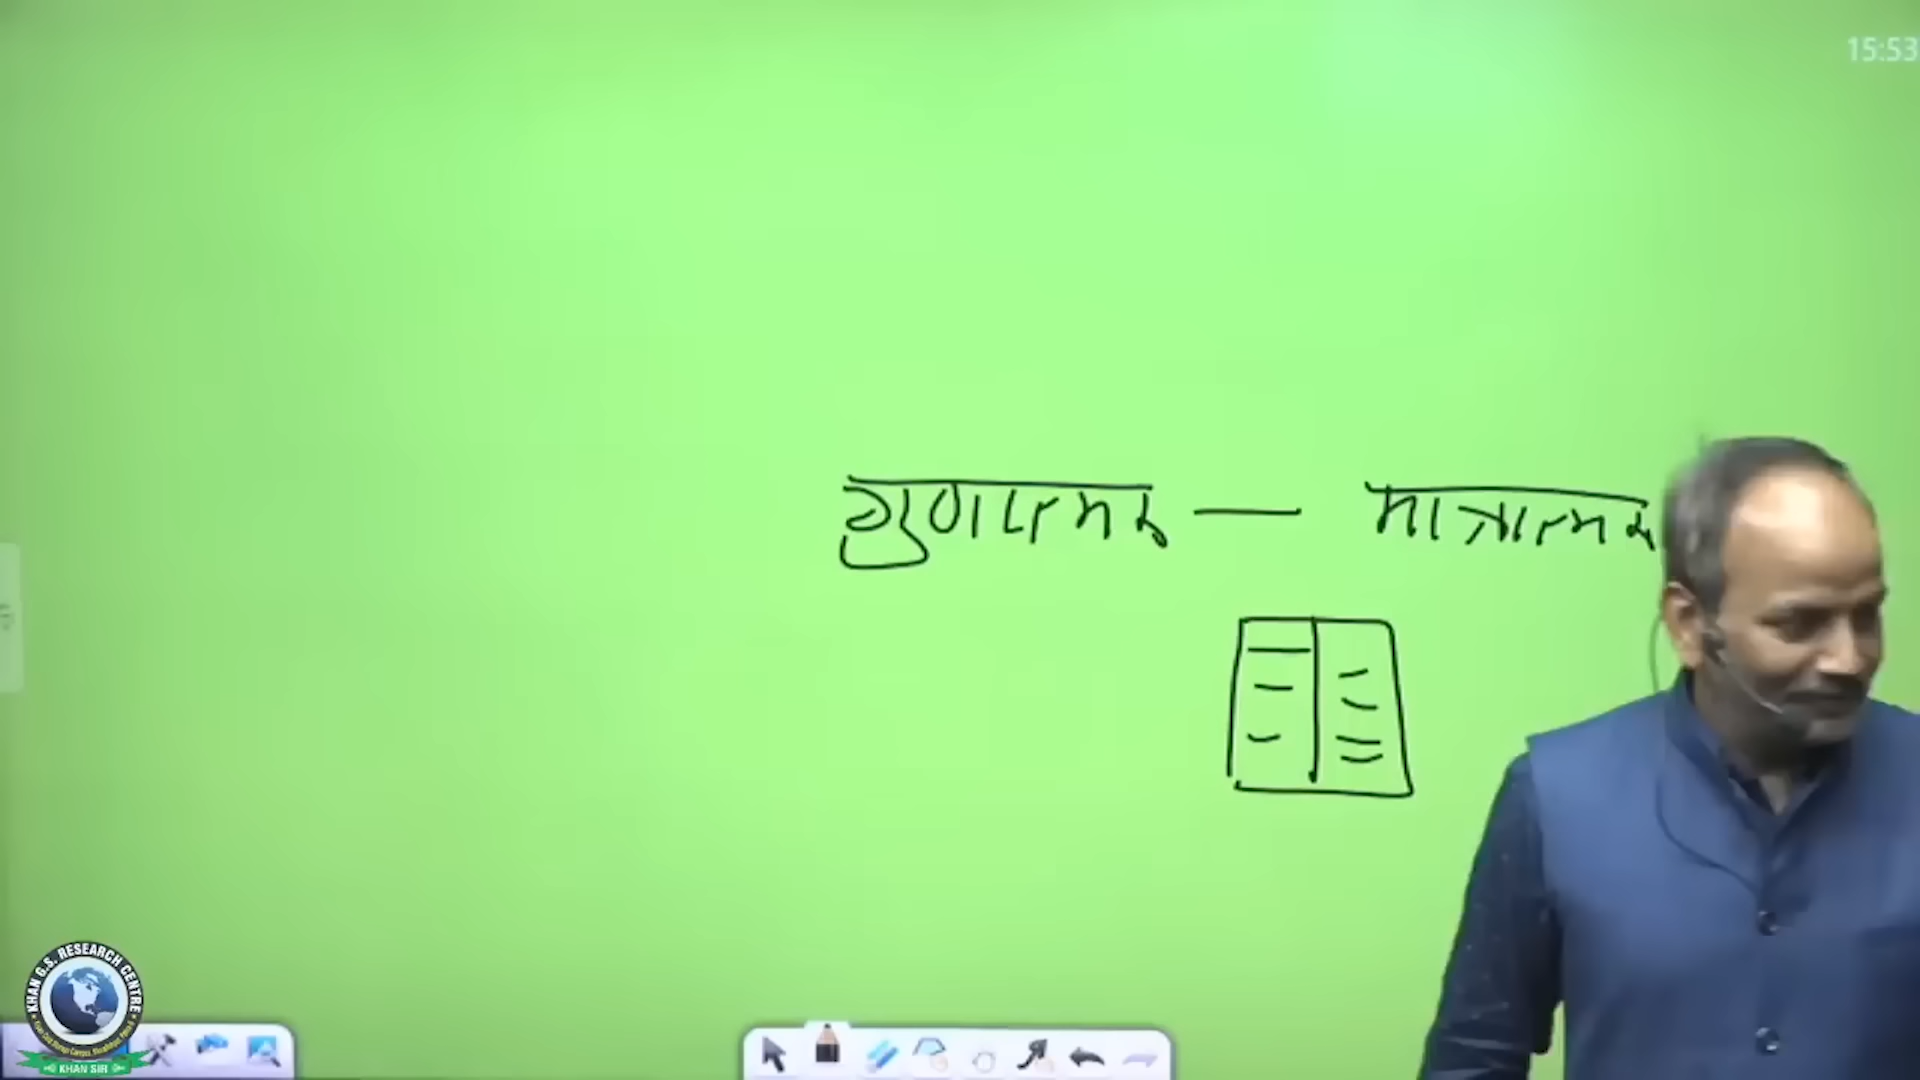 15:53
गुणात्मक — मात्रात्मक
KHAN G.S. RESEARCH CENTRE
KHAN SIR